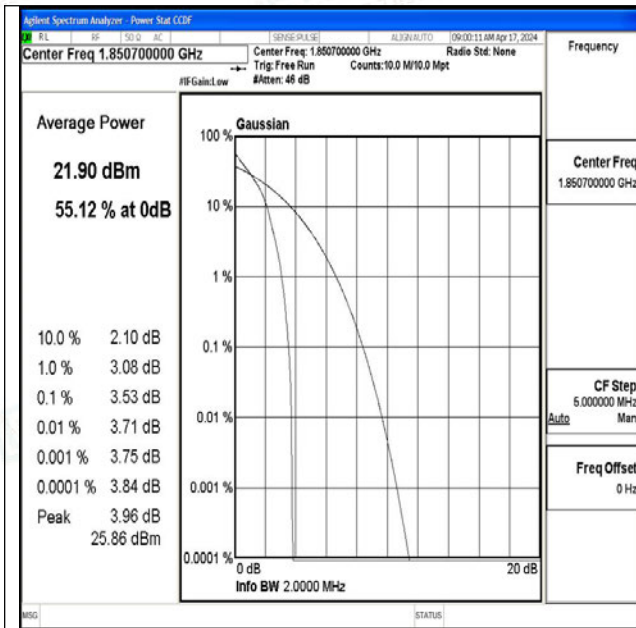 Agilent Spectrum Analyzer - Power Stat CCDF
RL RF 50 Ω AC SENSE:PULSE ALIGNAUTO 09:00:11 AM Apr 17, 2024
Center Freq 1.850700000 GHz
Center Freq: 1.850700000 GHz Radio Std: None
Trig: Free Run Counts:10.0 M/10.0 Mpt
#IFGain:Low #Atten: 46 dB
Frequency
Average Power
21.90 dBm
55.12 % at 0dB
10.0 % 2.10 dB
1.0 % 3.08 dB
0.1 % 3.53 dB
0.01 % 3.71 dB
0.001 % 3.75 dB
0.0001 % 3.84 dB
Peak 3.96 dB
25.86 dBm
Gaussian
100 %
10 %
1 %
0.1 %
0.01 %
0.001 %
0.0001 %
0 dB 20 dB
Info BW 2.0000 MHz
Center Freq
1.850700000 GHz
CF Step
5.000000 MHz
Auto Man
Freq Offset
0 Hz
MSG STATUS